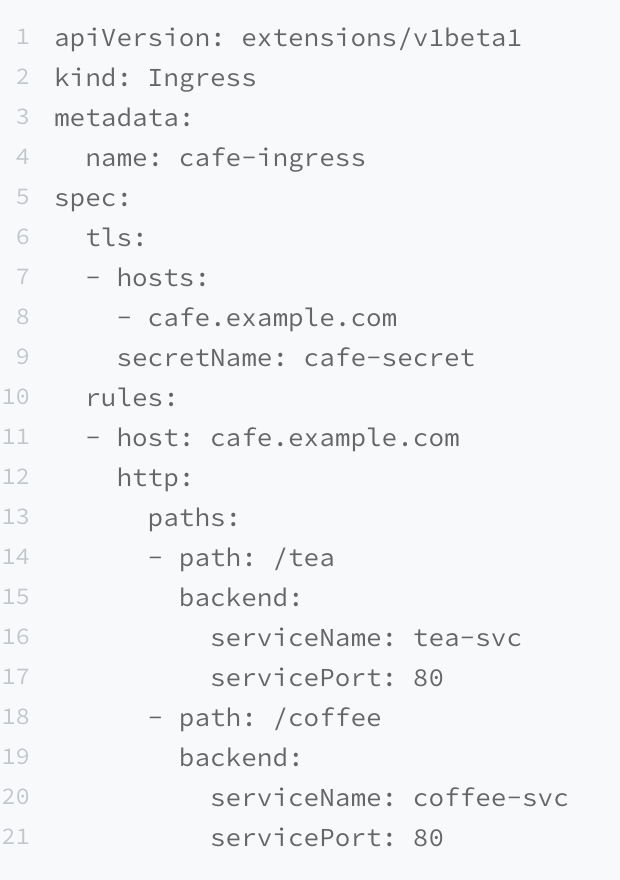 1 apiVersion: extensions/v1beta1
2 kind: Ingress
3 metadata:
4   name: cafe-ingress
5 spec:
6   tls:
7   - hosts:
8     - cafe.example.com
9     secretName: cafe-secret
10   rules:
11   - host: cafe.example.com
12     http:
13       paths:
14       - path: /tea
15         backend:
16           serviceName: tea-svc
17           servicePort: 80
18       - path: /coffee
19         backend:
20           serviceName: coffee-svc
21           servicePort: 80